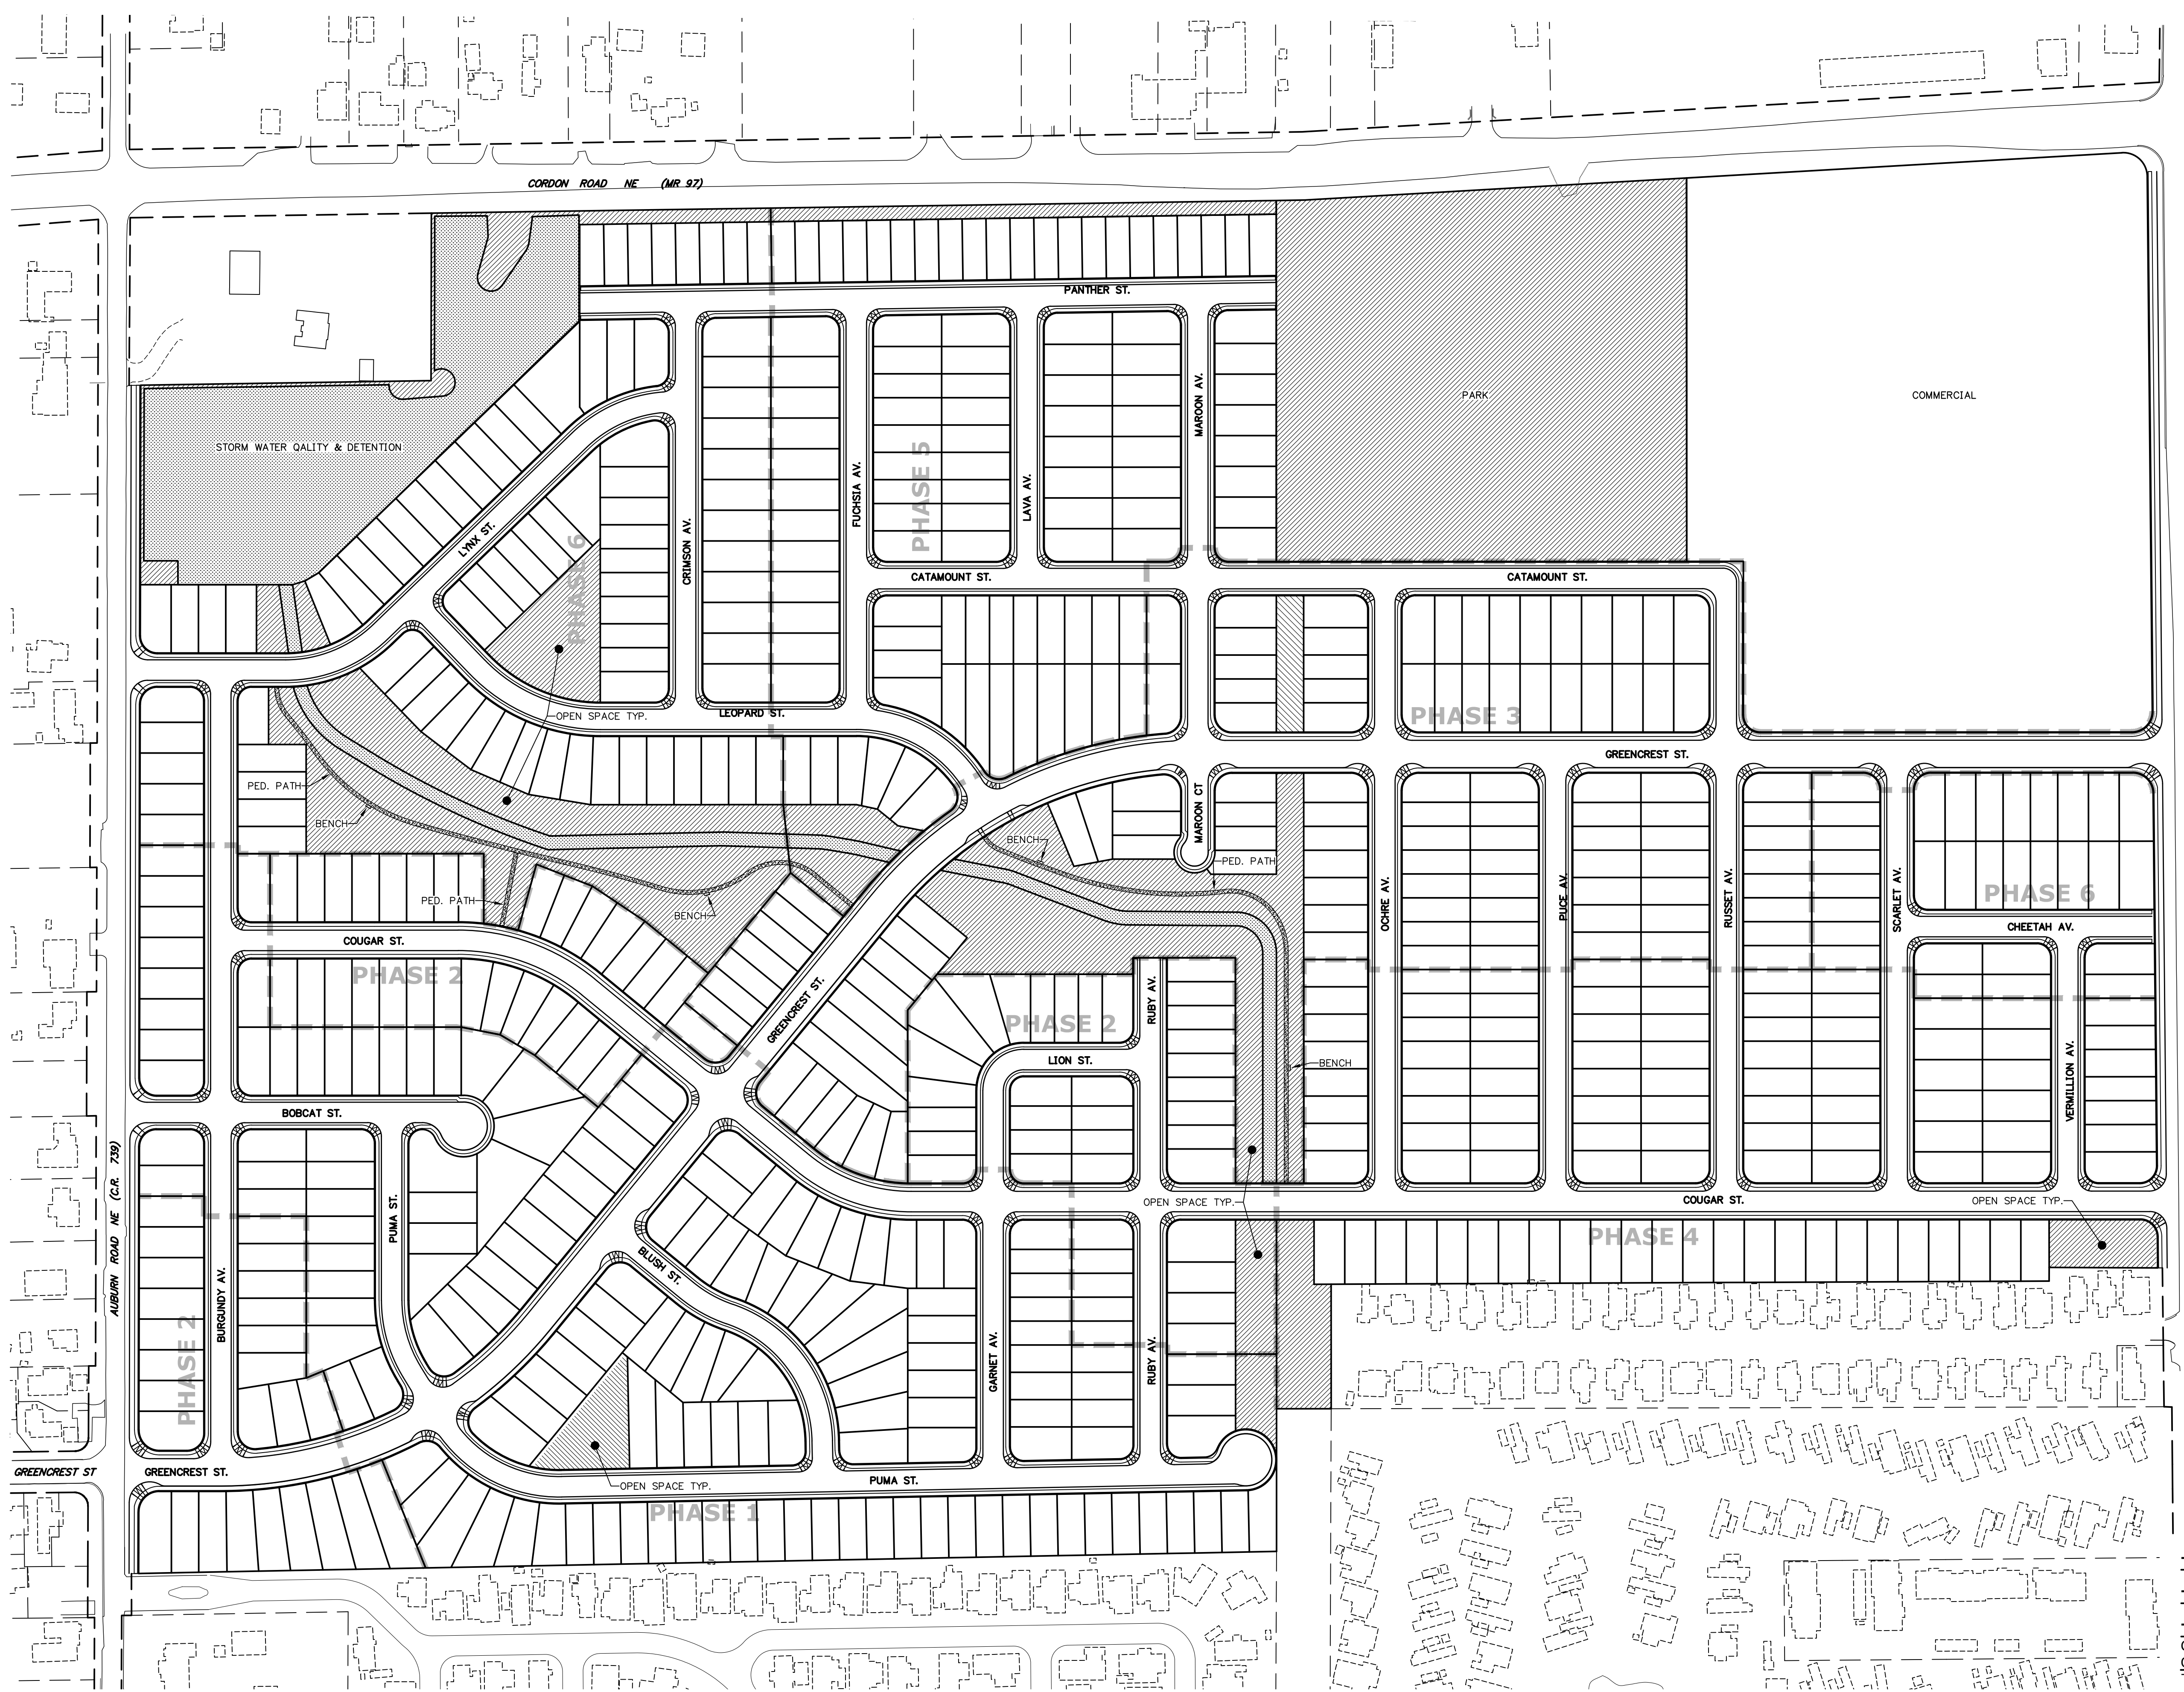 CORDON ROAD NE (MR 97)
PANTHER ST.
PARK
COMMERCIAL
MAROON AV.
STORM WATER QALITY & DETENTION
FUCHSIA AV.
PHASE 5
LAVA AV.
LYNX ST.
CRIMSON AV.
PHASE 6
CATAMOUNT ST.
CATAMOUNT ST.
OPEN SPACE TYP.
LEOPARD ST.
PHASE 3
GREENCREST ST.
PED. PATH
BENCH
MAROON CT
BENCH
PED. PATH
PED. PATH
BENCH
OCHRE AV.
PUCE AV.
RUSSET AV.
SCARLET AV.
PHASE 6
CHEETAH AV.
COUGAR ST.
PHASE 2
GREENCREST ST.
PHASE 2
RUBY AV.
LION ST.
BENCH
VERMILLION AV.
BOBCAT ST.
AUBURN ROAD NE (C.R. 739)
PUMA ST.
OPEN SPACE TYP.
COUGAR ST.
OPEN SPACE TYP.
PHASE 4
BLUSH ST.
BURGUNDY AV.
PHASE 2
GARNET AV.
RUBY AV.
GREENCREST ST
GREENCREST ST.
PUMA ST.
OPEN SPACE TYP.
PHASE 1